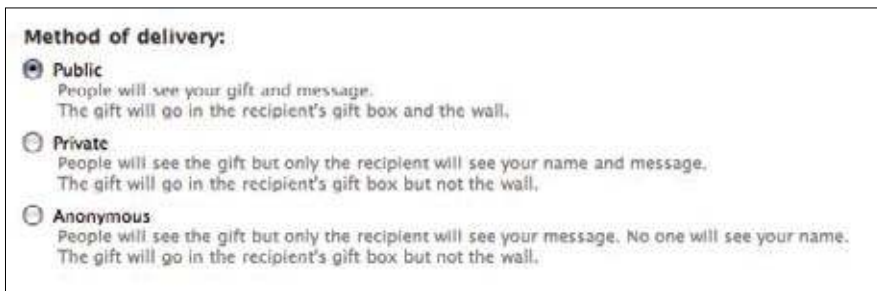 Method of delivery:
Public
People will see your gift and message.
The gift will go in the recipient's gift box and the wall.
Private
People will see the gift but only the recipient will see your name and message.
The gift will go in the recipient's gift box but not the wall.
Anonymous
People will see the gift but only the recipient will see your message. No one will see your name.
The gift will go in the recipient's gift box but not the wall.